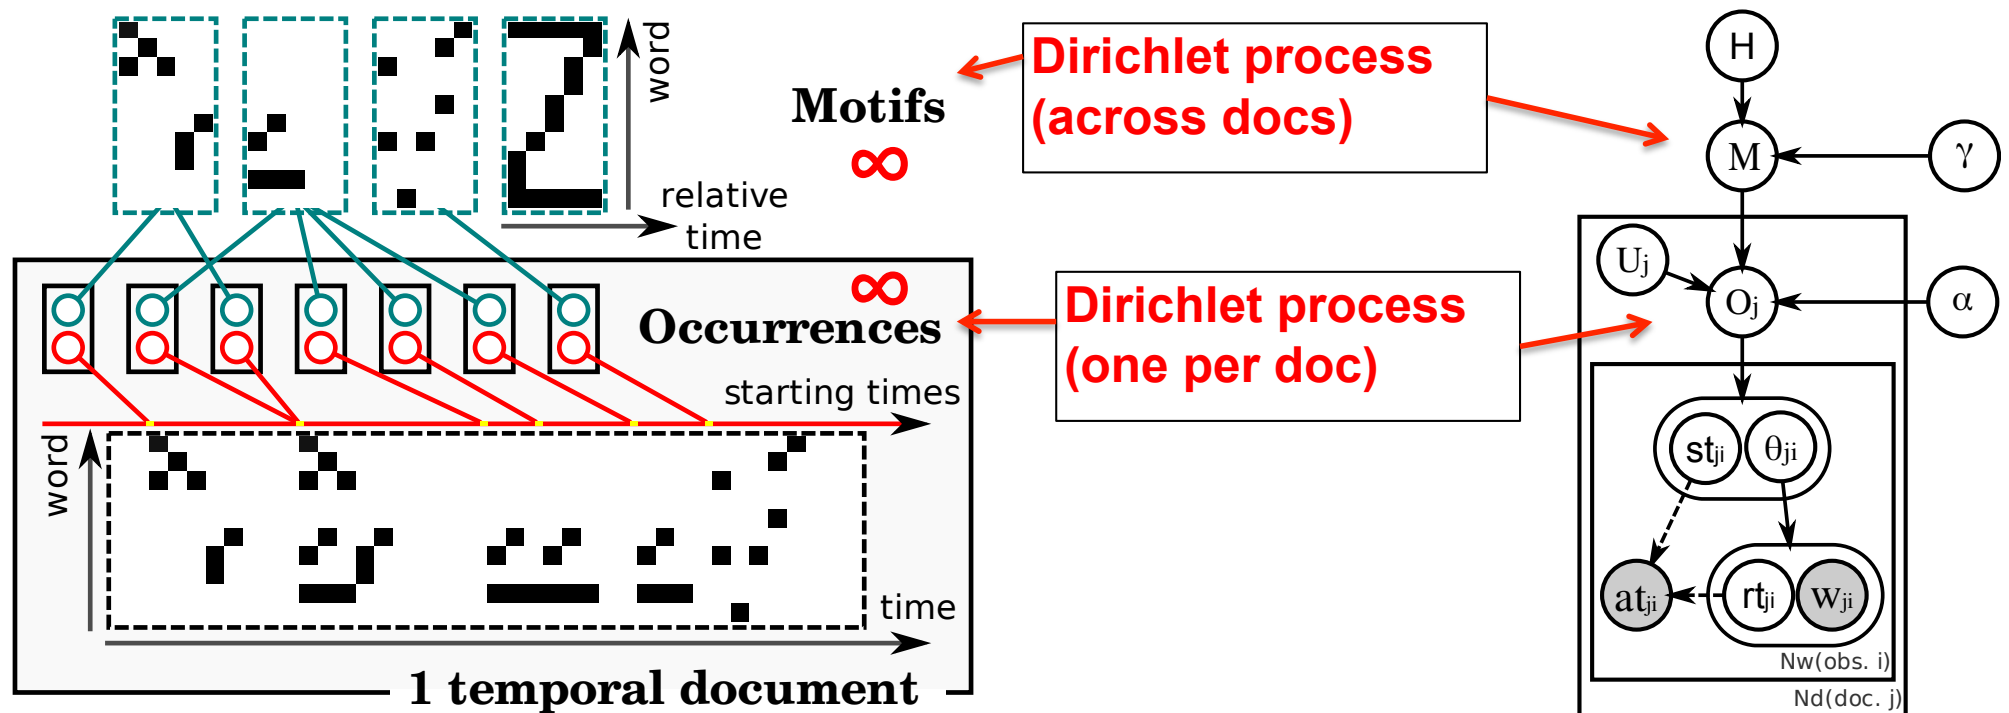 word
relative
time
Motifs
∞
Dirichlet process
(across docs)
∞
Occurrences
Dirichlet process
(one per doc)
starting times
word
time
1 temporal document
H
M
γ
Uj
Oj
α
stji
θji
atji
rtji
wji
Nw(obs. i)
Nd(doc. j)